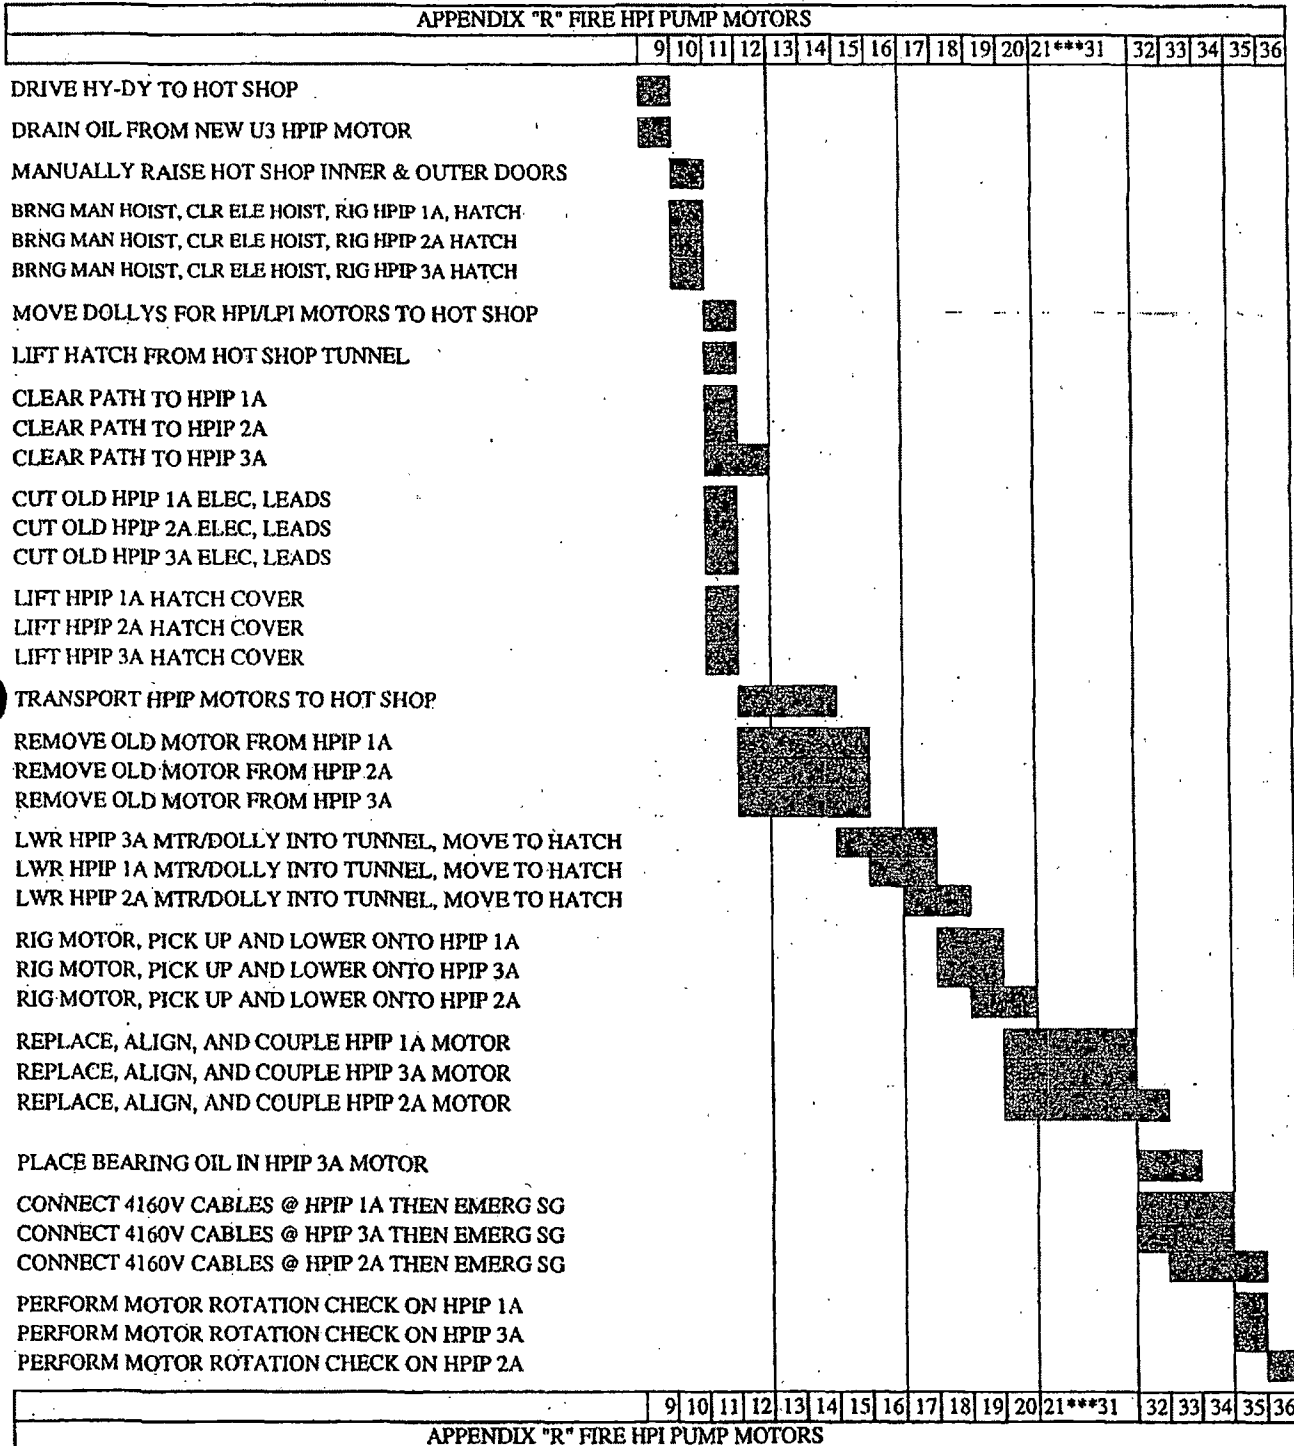 APPENDIX "R" FIRE HPI PUMP MOTORS
9 10 11 12 13 14 15 16 17 18 19 20 21***31 32 33 34 35 36
DRIVE HY-DY TO HOT SHOP
DRAIN OIL FROM NEW U3 HPIP MOTOR
MANUALLY RAISE HOT SHOP INNER & OUTER DOORS
BRNG MAN HOIST, CLR ELE HOIST, RIG HPIP 1A, HATCH
BRNG MAN HOIST, CLR ELE HOIST, RIG HPIP 2A HATCH
BRNG MAN HOIST, CLR ELE HOIST, RIG HPIP 3A HATCH
MOVE DOLLYS FOR HPI/LPI MOTORS TO HOT SHOP
LIFT HATCH FROM HOT SHOP TUNNEL
CLEAR PATH TO HPIP 1A
CLEAR PATH TO HPIP 2A
CLEAR PATH TO HPIP 3A
CUT OLD HPIP 1A ELEC, LEADS
CUT OLD HPIP 2A ELEC, LEADS
CUT OLD HPIP 3A ELEC, LEADS
LIFT HPIP 1A HATCH COVER
LIFT HPIP 2A HATCH COVER
LIFT HPIP 3A HATCH COVER
TRANSPORT HPIP MOTORS TO HOT SHOP
REMOVE OLD MOTOR FROM HPIP 1A
REMOVE OLD MOTOR FROM HPIP 2A
REMOVE OLD MOTOR FROM HPIP 3A
LWR HPIP 3A MTR/DOLLY INTO TUNNEL, MOVE TO HATCH
LWR HPIP 1A MTR/DOLLY INTO TUNNEL, MOVE TO HATCH
LWR HPIP 2A MTR/DOLLY INTO TUNNEL, MOVE TO HATCH
RIG MOTOR, PICK UP AND LOWER ONTO HPIP 1A
RIG MOTOR, PICK UP AND LOWER ONTO HPIP 3A
RIG MOTOR, PICK UP AND LOWER ONTO HPIP 2A
REPLACE, ALIGN, AND COUPLE HPIP 1A MOTOR
REPLACE, ALIGN, AND COUPLE HPIP 3A MOTOR
REPLACE, ALIGN, AND COUPLE HPIP 2A MOTOR
PLACE BEARING OIL IN HPIP 3A MOTOR
CONNECT 4160V CABLES @ HPIP 1A THEN EMERG SG
CONNECT 4160V CABLES @ HPIP 3A THEN EMERG SG
CONNECT 4160V CABLES @ HPIP 2A THEN EMERG SG
PERFORM MOTOR ROTATION CHECK ON HPIP 1A
PERFORM MOTOR ROTATION CHECK ON HPIP 3A
PERFORM MOTOR ROTATION CHECK ON HPIP 2A
9 10 11 12 13 14 15 16 17 18 19 20 21***31 32 33 34 35 36
APPENDIX "R" FIRE HPI PUMP MOTORS